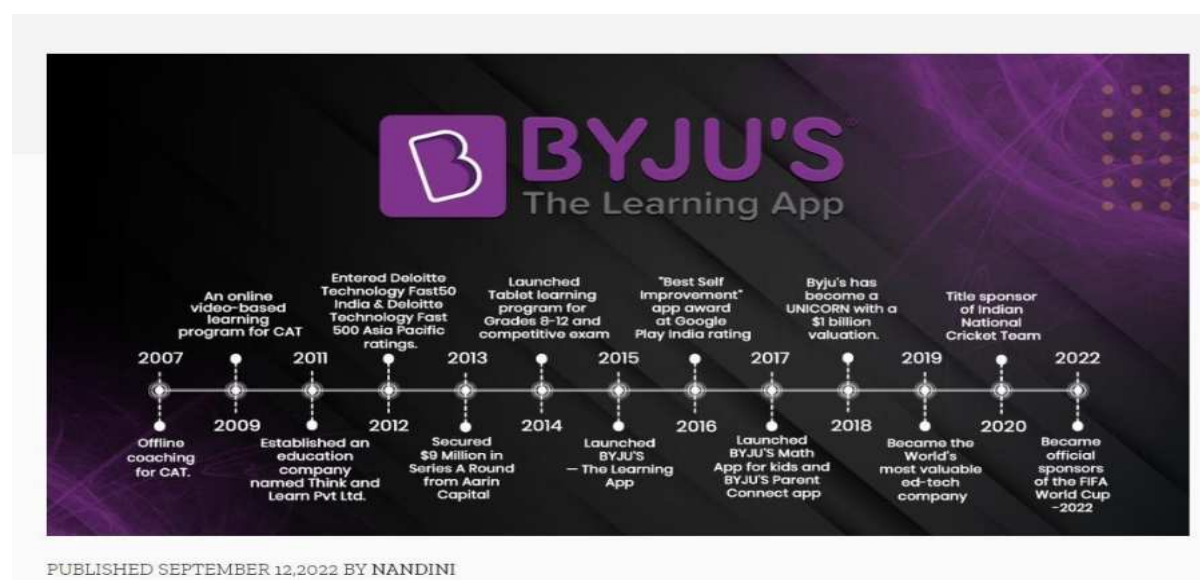 BYJU'S
The Learning App
An online
video-based
learning
program for CAT
Entered Deloitte
Technology Fast50
India & Deloitte
Technology Fast
500 Asia Pacific
ratings.
Launched
Tablet learning
program for
Grades 8-12 and
competitive exam
"Best Self
Improvement"
app award
at Google
Play India rating
Byju's has
become a
UNICORN with a
$1 billion
valuation.
Title sponsor
of Indian
National
Cricket Team
2007
2011
2013
2015
2017
2019
2022
2009
2012
2014
2016
2018
2020
Offline
coaching
for CAT.
Established an
education
company
named Think and
Learn Pvt Ltd.
Secured
$9 Million in
Series A Round
from Aarin
Capital
Launched
BYJU'S
— The Learning
App
Launched
BYJU'S Math
App for kids and
BYJU'S Parent
Connect app
Became the
World's
most valuable
ed-tech
company
Became
official
sponsors
of the FIFA
World Cup
-2022
PUBLISHED SEPTEMBER 12,2022 BY NANDINI